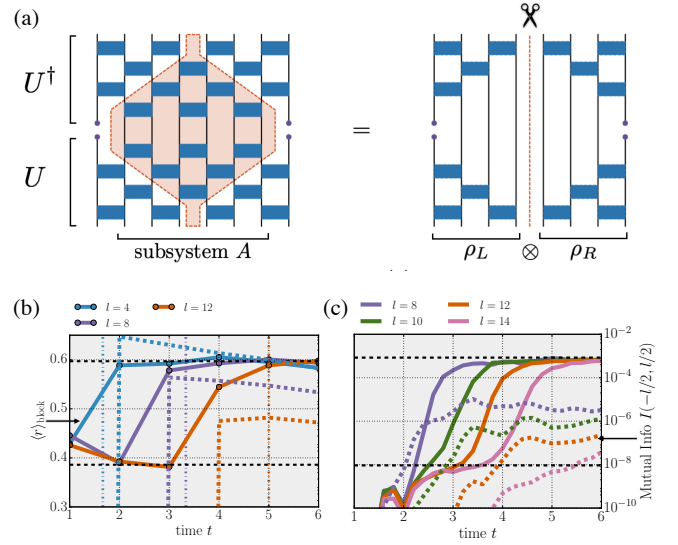 (a)
U†
U
=
subsystem A
ρL ⊗ ρR
(b)
l = 4
l = 8
l = 12
0.6
0.5
0.4
0.3
1 2 3 4 5 6
time t
(c)
l = 8
l = 10
l = 12
l = 14
10⁻²
10⁻⁴
10⁻⁶
10⁻⁸
10⁻¹⁰
Mutual Info I(−l/2, l/2)
1 2 3 4 5 6
time t